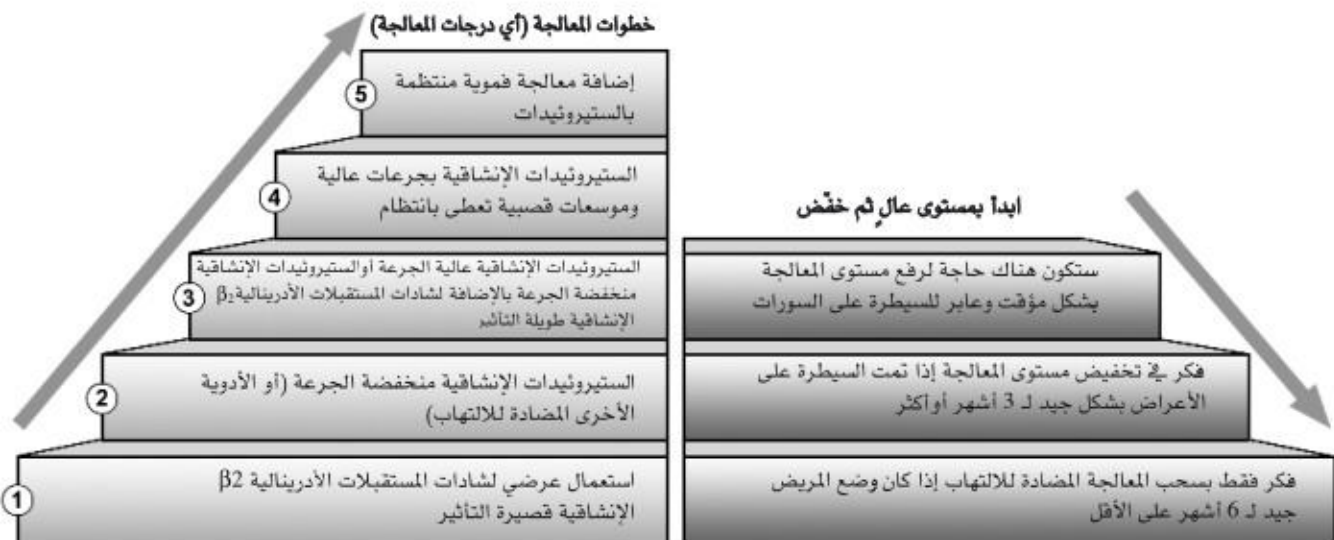 خطوات المعالجة (أي درجات المعالجة)
5
إضافة معالجة فموية منتظمة
بالستيروئيدات
4
الستيروئيدات الإنشاقية بجرعات عالية
وموسعات قصبية تعطى بانتظام
3
الستيروئيدات الإنشاقية عالية الجرعة أوالستيروئيدات الإنشاقية
منخفضة الجرعة بالإضافة لشادات المستقبلات الأدرينالية β₂
الإنشاقية طويلة التأثير
2
الستيروئيدات الإنشاقية منخفضة الجرعة (أو الأدوية
الأخرى المضادة للالتهاب)
1
استعمال عرضي لشادات المستقبلات الأدرينالية β2
الإنشاقية قصيرة التأثير
ابدأ بمستوى عالٍ ثم خفّض
ستكون هناك حاجة لرفع مستوى المعالجة
بشكل مؤقت وعابر للسيطرة على السورات
فكر في تخفيض مستوى المعالجة إذا تمت السيطرة على
الأعراض بشكل جيد لـ 3 أشهر أوأكثر
فكر فقط بسحب المعالجة المضادة للالتهاب إذا كان وضع المريض
جيد لـ 6 أشهر على الأقل